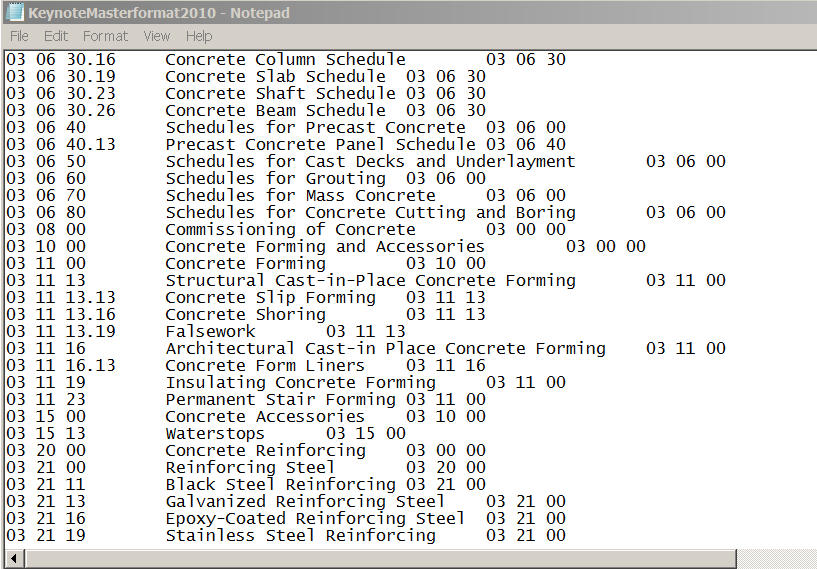 KeynoteMasterformat2010 - Notepad
File Edit Format View Help
03 06 30.16 Concrete Column Schedule 03 06 30
03 06 30.19 Concrete Slab Schedule 03 06 30
03 06 30.23 Concrete Shaft Schedule 03 06 30
03 06 30.26 Concrete Beam Schedule 03 06 30
03 06 40 Schedules for Precast Concrete 03 06 00
03 06 40.13 Precast Concrete Panel Schedule 03 06 40
03 06 50 Schedules for Cast Decks and Underlayment 03 06 00
03 06 60 Schedules for Grouting 03 06 00
03 06 70 Schedules for Mass Concrete 03 06 00
03 06 80 Schedules for Concrete Cutting and Boring 03 06 00
03 08 00 Commissioning of Concrete 03 00 00
03 10 00 Concrete Forming and Accessories 03 00 00
03 11 00 Concrete Forming 03 10 00
03 11 13 Structural Cast-in-Place Concrete Forming 03 11 00
03 11 13.13 Concrete Slip Forming 03 11 13
03 11 13.16 Concrete Shoring 03 11 13
03 11 13.19 Falsework 03 11 13
03 11 16 Architectural Cast-in Place Concrete Forming 03 11 00
03 11 16.13 Concrete Form Liners 03 11 16
03 11 19 Insulating Concrete Forming 03 11 00
03 11 23 Permanent Stair Forming 03 11 00
03 15 00 Concrete Accessories 03 10 00
03 15 13 Waterstops 03 15 00
03 20 00 Concrete Reinforcing 03 00 00
03 21 00 Reinforcing Steel 03 20 00
03 21 11 Black Steel Reinforcing 03 21 00
03 21 13 Galvanized Reinforcing Steel 03 21 00
03 21 16 Epoxy-Coated Reinforcing Steel 03 21 00
03 21 19 Stainless Steel Reinforcing 03 21 00